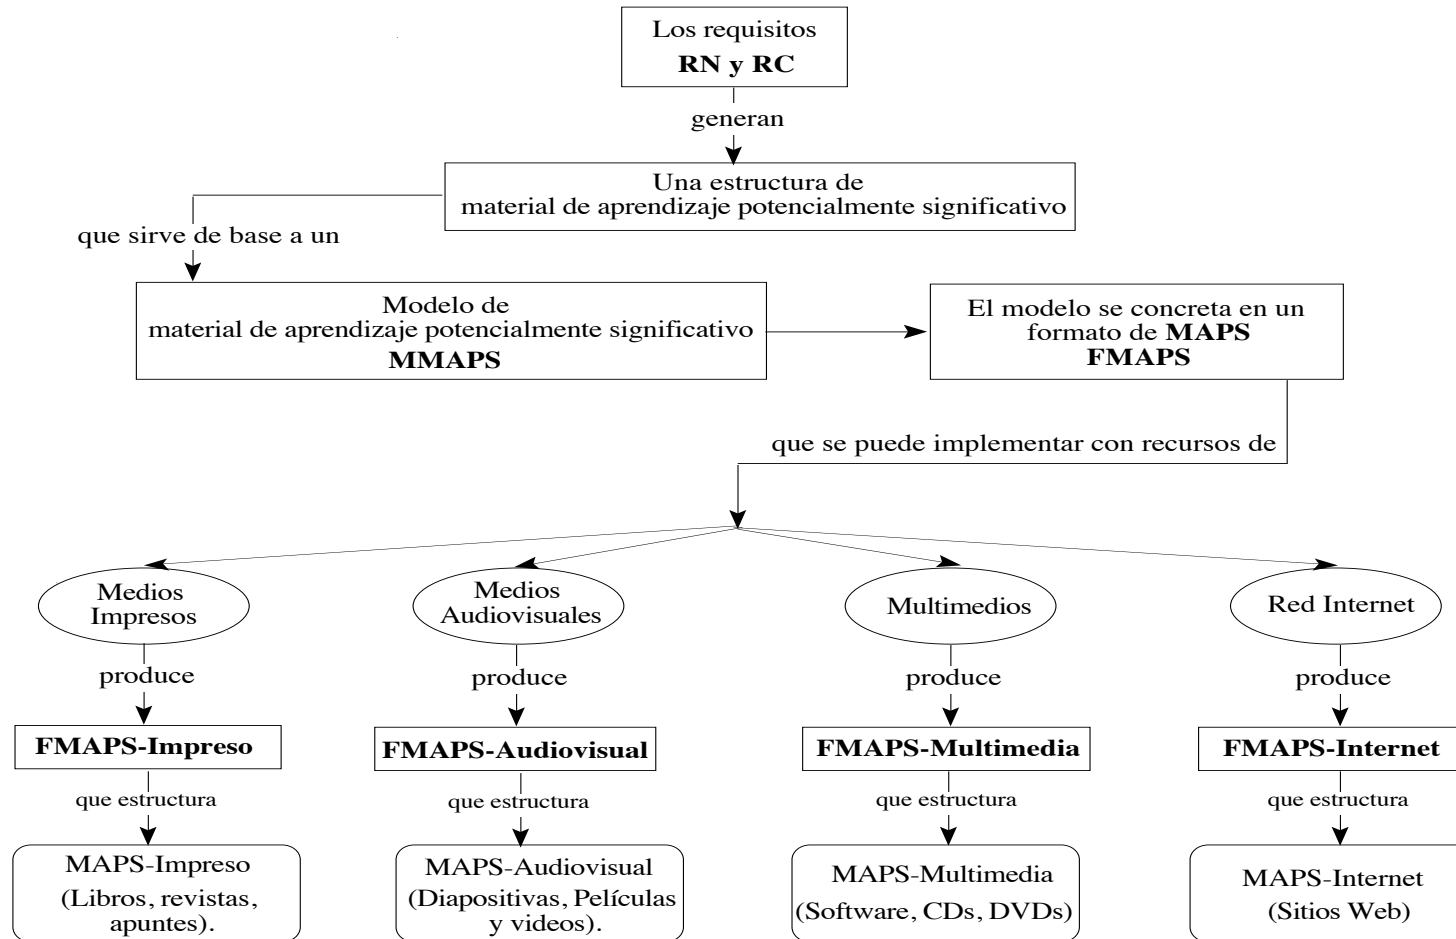 Los requisitos
RN y RC
generan
Una estructura de
material de aprendizaje potencialmente significativo
que sirve de base a un
Modelo de
material de aprendizaje potencialmente significativo
MMAPS
El modelo se concreta en un
formato de MAPS
FMAPS
que se puede implementar con recursos de
Medios
Impresos
produce
FMAPS-Impreso
que estructura
MAPS-Impreso
(Libros, revistas,
apuntes).
Medios
Audiovisuales
produce
FMAPS-Audiovisual
que estructura
MAPS-Audiovisual
(Diapositivas, Películas
y videos).
Multimedios
produce
FMAPS-Multimedia
que estructura
MAPS-Multimedia
(Software, CDs, DVDs)
Red Internet
produce
FMAPS-Internet
que estructura
MAPS-Internet
(Sitios Web)